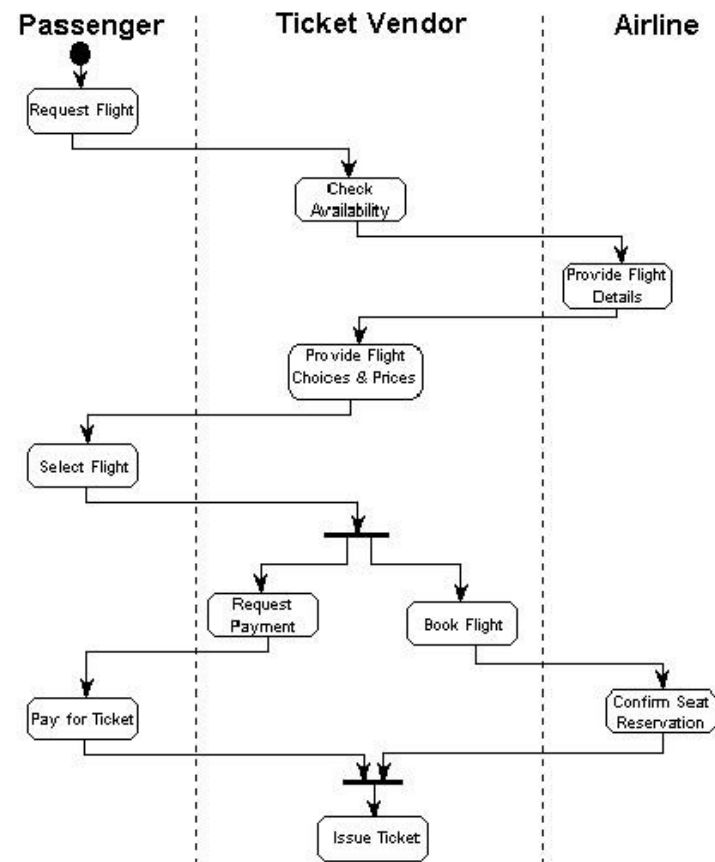 Passenger
Ticket Vendor
Airline
Request Flight
Check
Availability
Provide Flight
Details
Provide Flight
Choices & Prices
Select Flight
Request
Payment
Book Flight
Pay for Ticket
Confirm Seat
Reservation
Issue Ticket